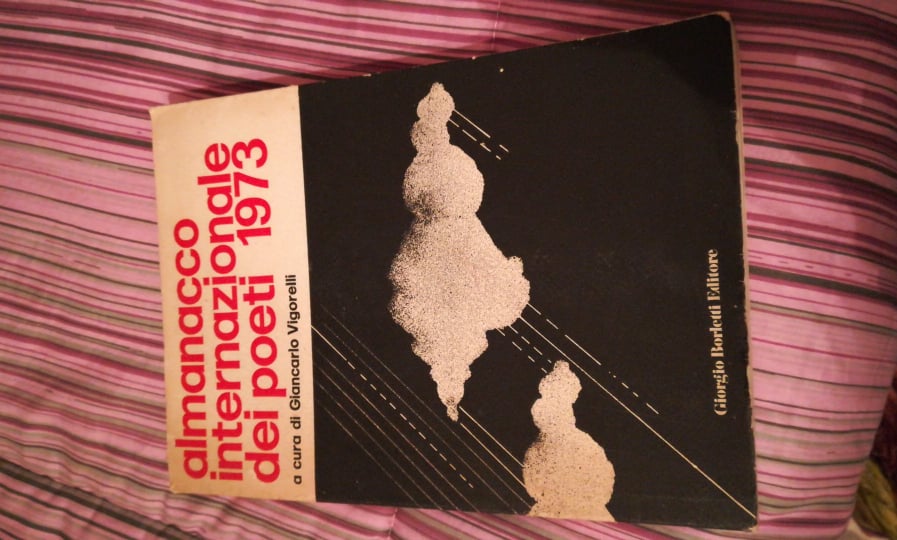 almanacco
internazionale
dei poeti 1973
a cura di Giancarlo Vigorelli
Giorgio Borletti Editore